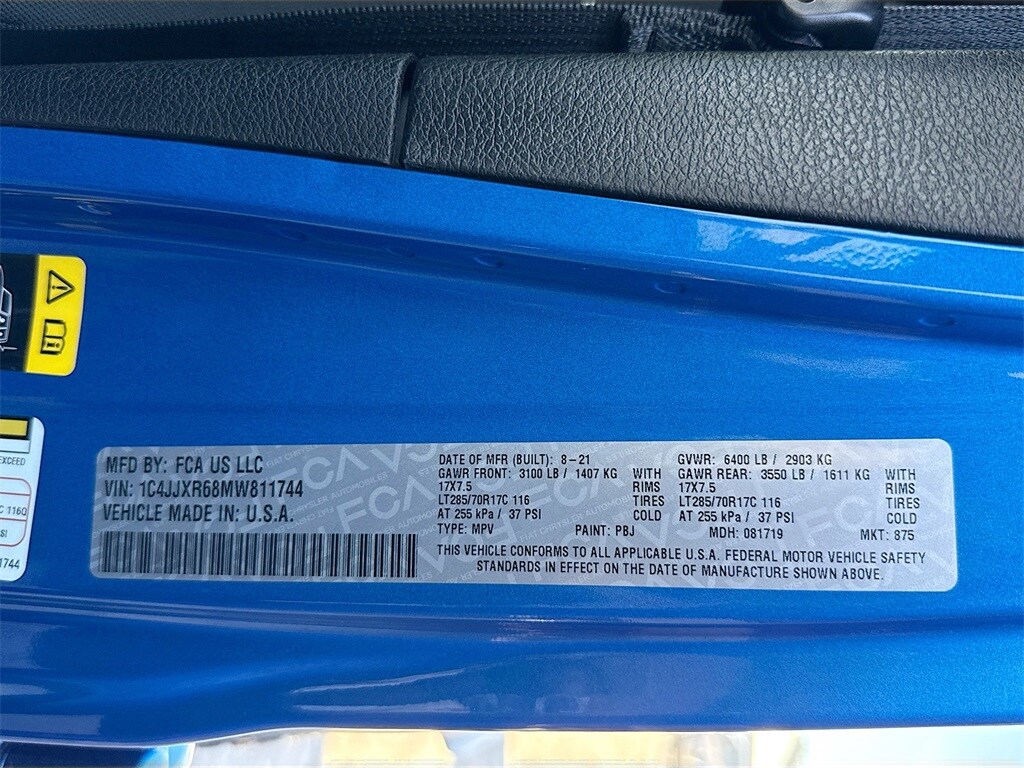 MFD BY: FCA US LLC
VIN: 1C4JJXR68MW811744
VEHICLE MADE IN: U.S.A.
DATE OF MFR (BUILT): 8-21
GVWR: 6400 LB / 2903 KG
GAWR FRONT: 3100 LB / 1407 KG WITH
GAWR REAR: 3550 LB / 1611 KG WITH
17X7.5 RIMS
17X7.5 RIMS
LT285/70R17C 116 TIRES
LT285/70R17C 116 TIRES
AT 255 kPa / 37 PSI COLD
AT 255 kPa / 37 PSI COLD
TYPE: MPV PAINT: PBJ MDH: 081719 MKT: 875
THIS VEHICLE CONFORMS TO ALL APPLICABLE U.S.A. FEDERAL MOTOR VEHICLE SAFETY
STANDARDS IN EFFECT ON THE DATE OF MANUFACTURE SHOWN ABOVE.
EXCEED
C 116Q
SI
1744